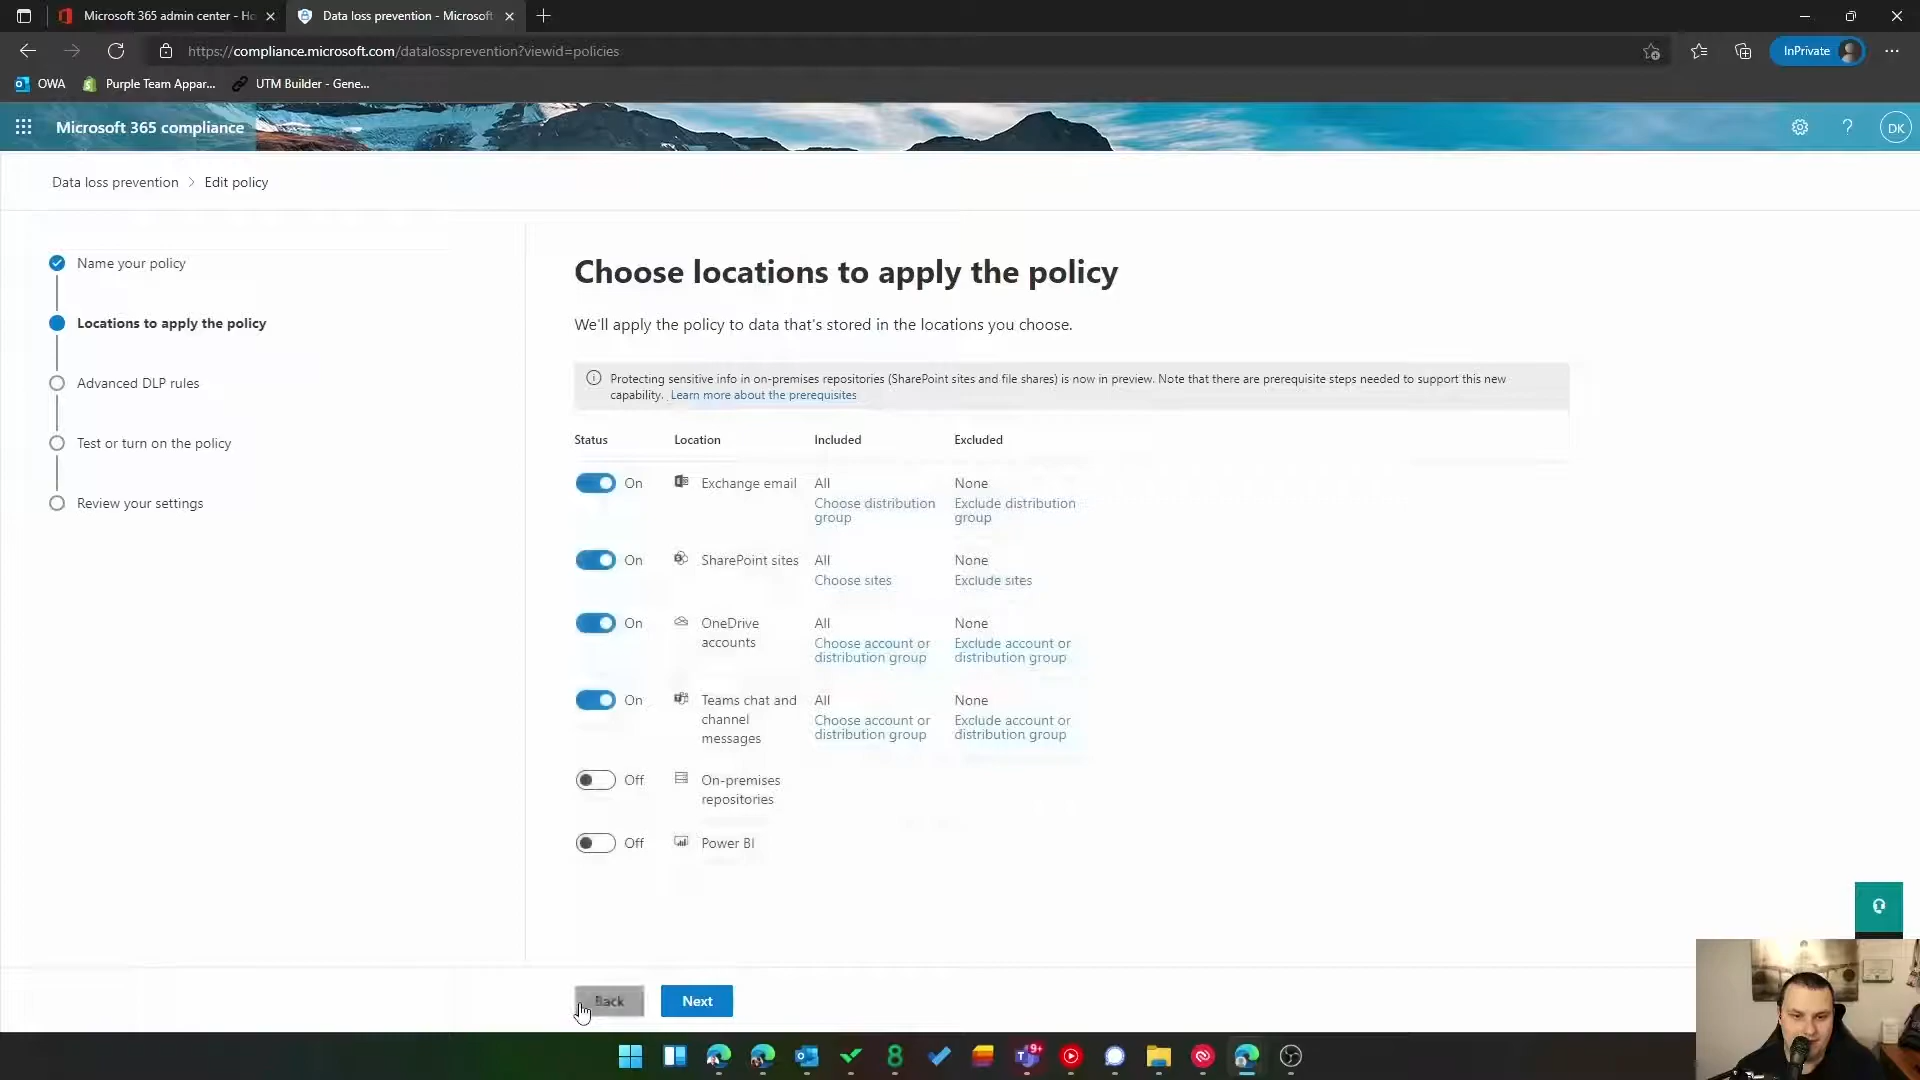 Microsoft 365 admin center - Ho
Data loss prevention - Microsoft
https://compliance.microsoft.com/datalossprevention?viewid=policies
InPrivate
OWA
Purple Team Appar...
UTM Builder - Gene...
Microsoft 365 compliance
DK
Data loss prevention > Edit policy
Name your policy
Locations to apply the policy
Advanced DLP rules
Test or turn on the policy
Review your settings
Choose locations to apply the policy
We'll apply the policy to data that's stored in the locations you choose.
Protecting sensitive info in on-premises repositories (SharePoint sites and file shares) is now in preview. Note that there are prerequisite steps needed to support this new
capability. Learn more about the prerequisites
Status Location Included Excluded
On Exchange email All None
Choose distribution Exclude distribution
group group
On SharePoint sites All None
Choose sites Exclude sites
On OneDrive All None
accounts Choose account or Exclude account or
distribution group distribution group
On Teams chat and All None
channel Choose account or Exclude account or
messages distribution group distribution group
Off On-premises
repositories
Off Power BI
Back Next
9+